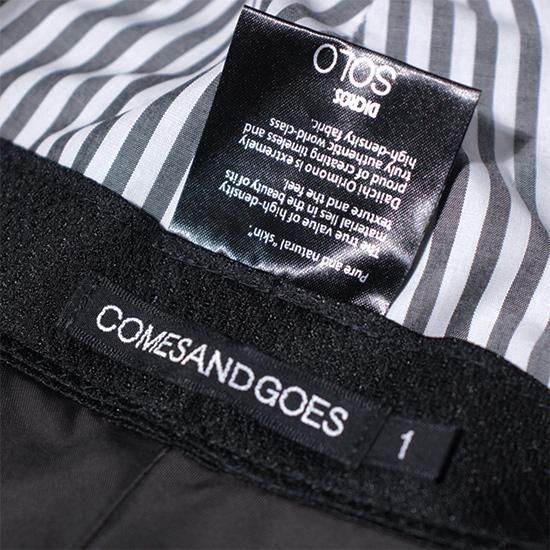 SOLO
DICROS
Pure and natural "skin".
The true value of high-density
material lies in the beauty of its
texture and the feel.
Daiichi Orimono is extremely
proud of creating timeless and
truly authentic world-class
high-density fabric.
COMESANDGOES
1